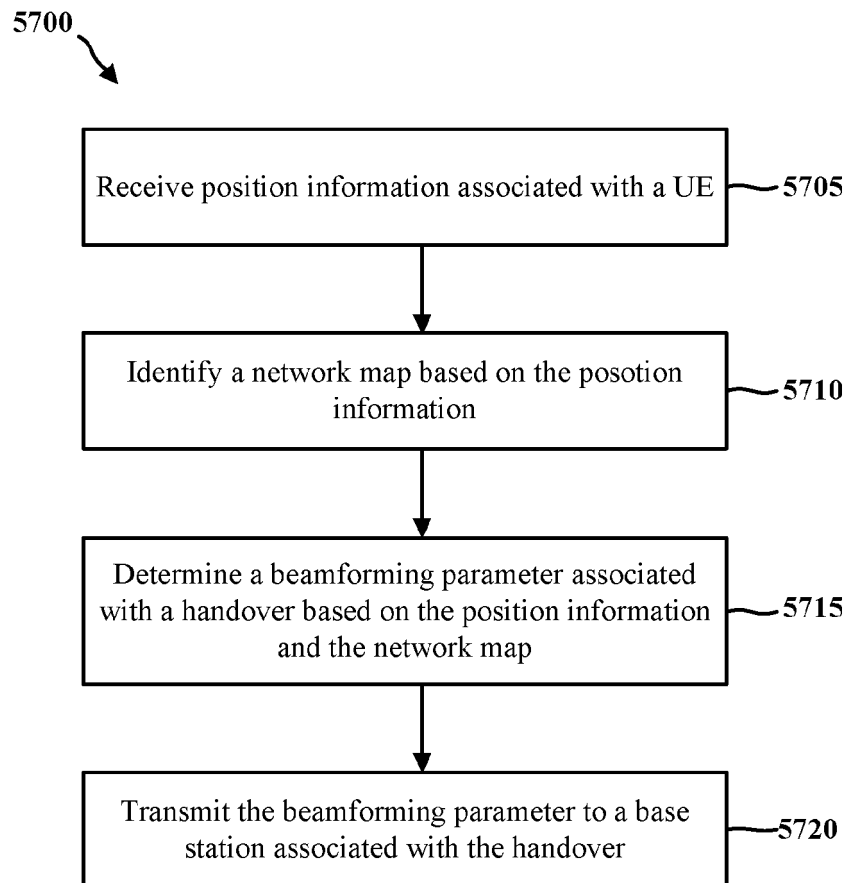 5700
Receive position information associated with a UE
5705
Identify a network map based on the posotion
information
5710
Determine a beamforming parameter associated
with a handover based on the position information
and the network map
5715
Transmit the beamforming parameter to a base
station associated with the handover
5720